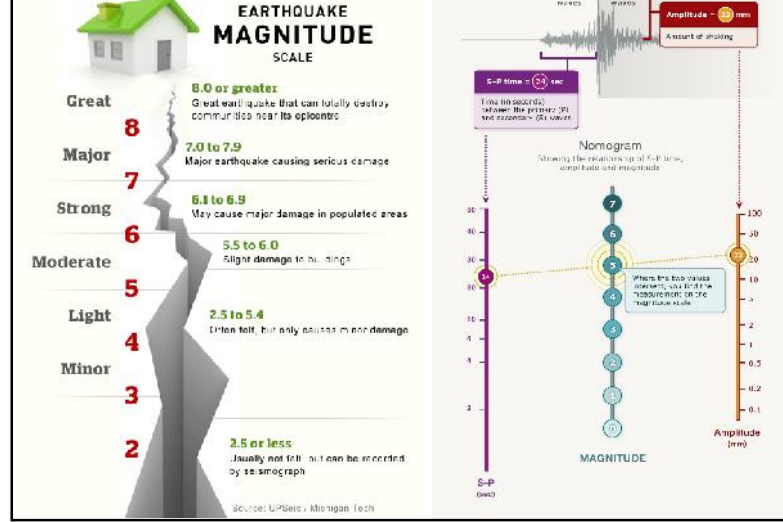 EARTHQUAKE
MAGNITUDE
SCALE
Great
8.0 or greater
Great earthquake that can totally destroy
communities near its epicentre
8
Major
7.0 to 7.9
Major earthquake causing serious damage
7
Strong
6.1 to 6.9
May cause major damage in populated areas
6
Moderate
5.5 to 6.0
Slight damage to buildings
5
Light
2.5 to 5.4
Often felt, but only causes minor damage
4
Minor
3
2
2.5 or less
Usually not felt, but can be recorded
by seismograph
Source: UPSeis / Michigan Tech
waves
waves
Amplitude = 23 mm
Amount of shaking
S-P time = 24 sec
Time (in seconds)
between the primary (P)
and secondary (S) waves
Nomogram
Showing the relationship of S-P time,
amplitude and magnitude
50
40
30
24
20
10
8
6
4
2
S-P
(sec)
7
6
5
4
3
2
1
0
MAGNITUDE
Where the two values
intersect, you find the
measurement on the
magnitude scale
100
50
23
20
10
5
2
1
0.5
0.2
0.1
Amplitude
(mm)